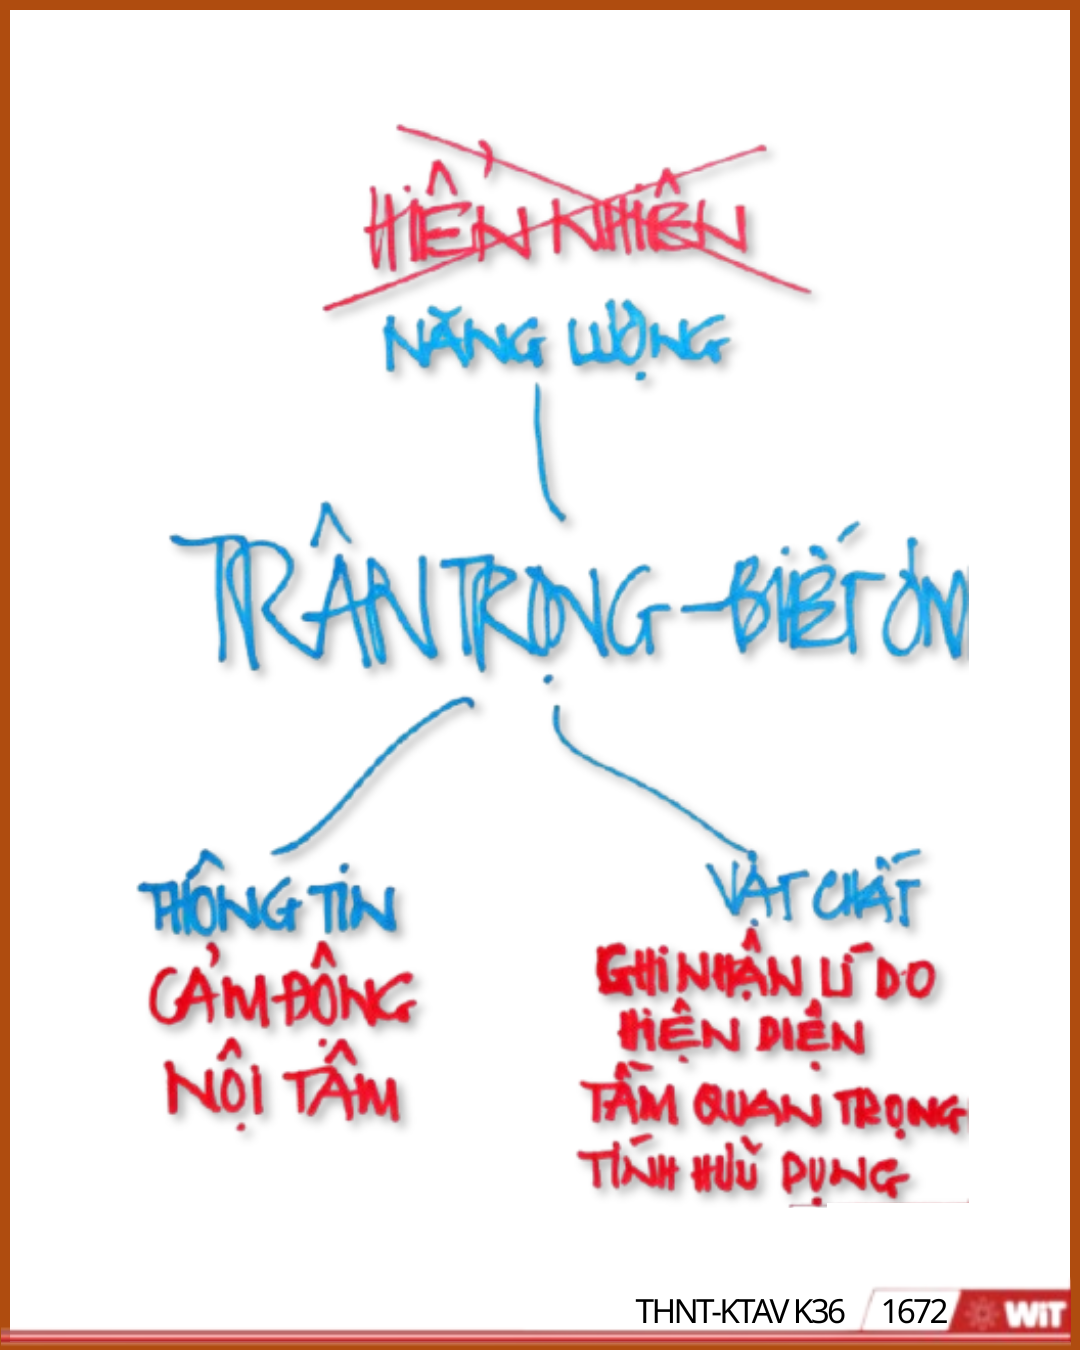 HIỂN NHIÊN
NĂNG LƯỢNG
TRÂN TRỌNG - BIẾT ƠN
THÔNG TIN
CẢM ĐỘNG
NỘI TÂM
VẬT CHẤT
GHI NHẬN LÍ DO
HIỆN DIỆN
TẦM QUAN TRỌNG
TÍNH HỮU DỤNG
THNT-KTAV K36
1672
WiT